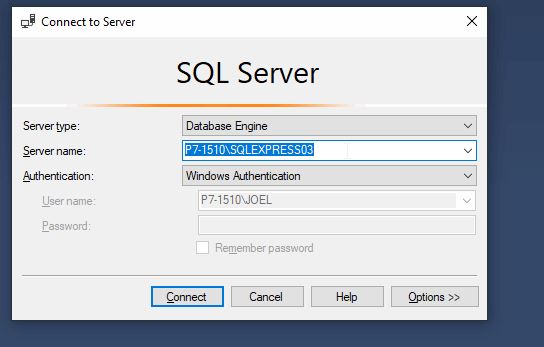 Connect to Server
SQL Server
Server type: Database Engine
Server name: P7-1510\SQLEXPRESS03
Authentication: Windows Authentication
User name: P7-1510\JOEL
Password:
Remember password
Connect Cancel Help Options >>